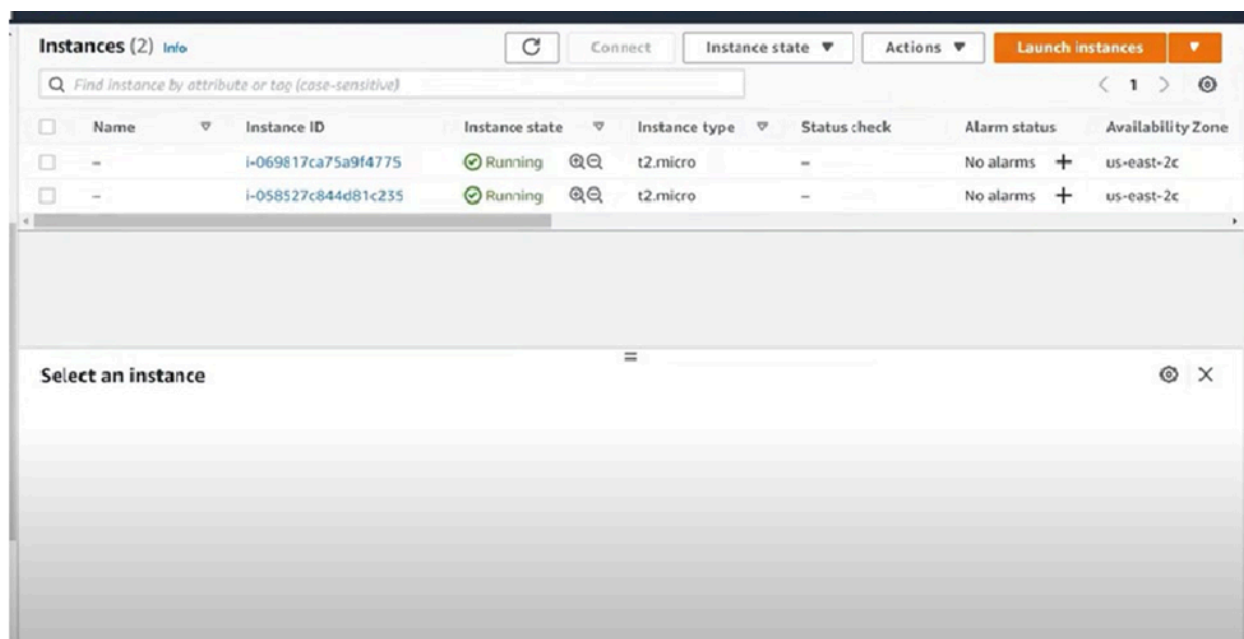 Instances (2) Info Connect Instance state Actions Launch instances
Find instance by attribute or tag (case-sensitive) 1
Name Instance ID Instance state Instance type Status check Alarm status Availability Zone
– i-069817ca75a9f4775 Running t2.micro – No alarms + us-east-2c
– i-058527c844d81c235 Running t2.micro – No alarms + us-east-2c
Select an instance